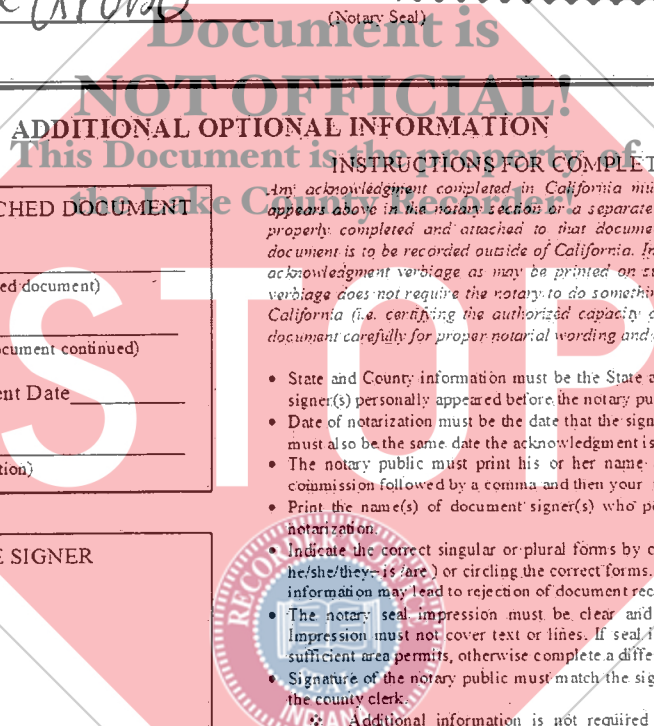 (Notary Seal)
Document is
NOT OFFICIAL!
ADDITIONAL OPTIONAL INFORMATION
This Document is the property of
the Lake County Recorder!
STOP
CHED DOCUMENT
ed document)
ocument continued)
ent Date
tion)
E SIGNER
INSTRUCTIONS FOR COMPLET
Any acknowledgment completed in California mu
appears above in the notary section or a separate
properly completed and attached to that docume
document is to be recorded outside of California. In
acknowledgment verbiage as may be printed on su
verbiage does not require the notary to do somethin
California (i.e. certifying the authorized capacity o
document carefully for proper notarial wording and
• State and County information must be the State a
signer(s) personally appeared before the notary pu
• Date of notarization must be the date that the sign
must also be the same date the acknowledgment is
• The notary public must print his or her name
commission followed by a comma and then your
• Print the name(s) of document signer(s) who pe
notarization.
• Indicate the correct singular or plural forms by c
he/she/they– is /are ) or circling the correct forms.
information may lead to rejection of document rec
• The notary seal impression must be clear and
Impression must not cover text or lines. If seal i
sufficient area permits, otherwise complete a diffe
• Signature of the notary public must match the sig
the county clerk.
Additional information is not required
RECORDER'S OFFICE
SEAL
INDIANA